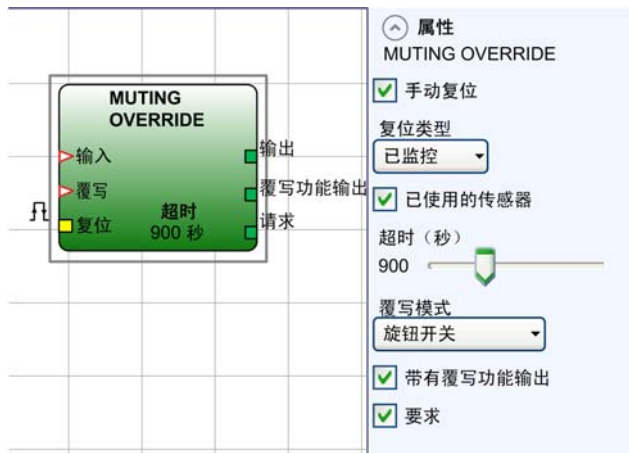 MUTING
OVERRIDE
输入
覆写
复位
超时
900 秒
输出
覆写功能输出
请求
属性
MUTING OVERRIDE
手动复位
复位类型
已监控
已使用的传感器
超时（秒）
900
覆写模式
旋钮开关
带有覆写功能输出
要求